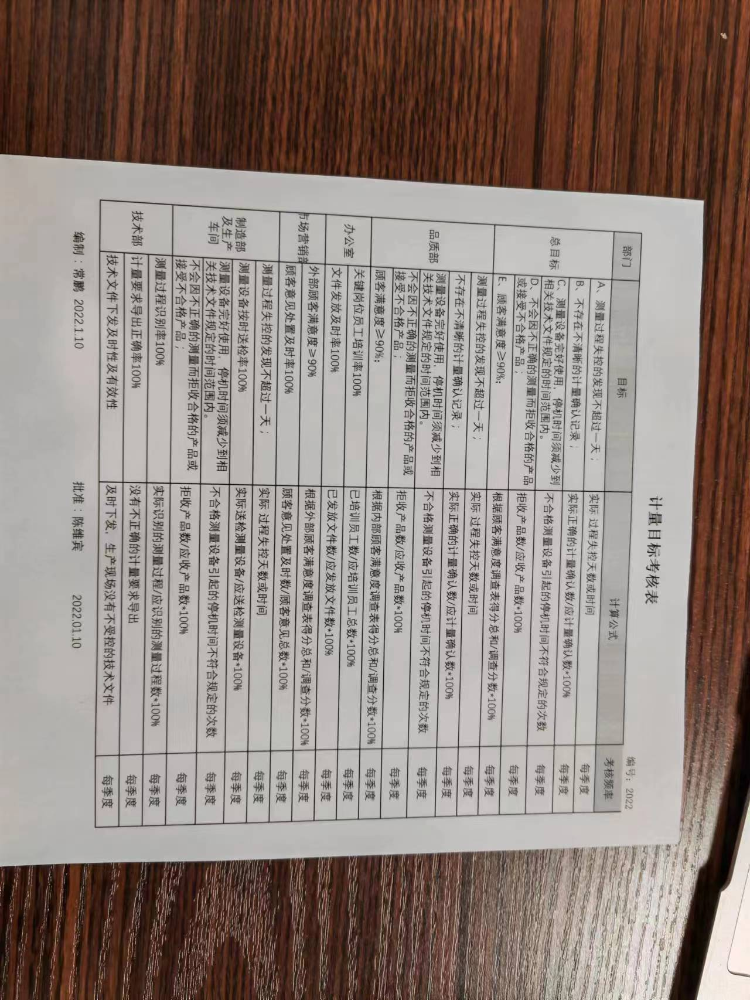 计量目标考核表
编号：2022
部门 目标 计算公式 考核频率
总目标
A、测量过程失控的发现不超过一天； 实际 过程失控天数或时间 每季度
B、不存在不清晰的计量确认记录； 实际正确的计量确认数/应计量确认数*100% 每季度
C、测量设备完好使用，停机时间须减少到
相关技术文件规定的时间范围内。 不合格测量设备引起的停机时间不符合规定的次数 每季度
D、不会因不正确的测量而拒收合格的产品
或接受不合格产品； 拒收产品数/应收产品数*100% 每季度
E、顾客满意度≥90%; 根据顾客满意度调查表得分总和/调查分数*100% 每季度
品质部
测量过程失控的发现不超过一天； 实际 过程失控天数或时间 每季度
不存在不清晰的计量确认记录； 实际正确的计量确认数/应计量确认数*100% 每季度
测量设备完好使用，停机时间须减少到相
关技术文件规定的时间范围内。 不合格测量设备引起的停机时间不符合规定的次数 每季度
不会因不正确的测量而拒收合格的产品或
接受不合格产品； 拒收产品数/应收产品数*100% 每季度
顾客满意度≥90%; 根据内部顾客满意度调查表得分总和/调查分数*100% 每季度
办公室
关键岗位员工培训率100% 已培训员工数/应培训员工总数*100% 每季度
文件发放及时率100% 已发放文件数/应发放文件数*100% 每季度
市场营销部
外部顾客满意度≥90% 根据外部顾客满意度调查表得分总和/调查分数*100% 每季度
顾客意见处置及时率100% 顾客意见处置及时数/顾客意见总数*100% 每季度
制造部
及生产
车间
测量过程失控的发现不超过一天； 实际 过程失控天数或时间 每季度
测量设备按时送检率100% 实际送检测量设备/应送检测量设备*100% 每季度
测量设备完好使用，停机时间须减少到相
关技术文件规定的时间范围内。 不合格测量设备引起的停机时间不符合规定的次数 每季度
不会因不正确的测量而拒收合格的产品或
接受不合格产品； 拒收产品数/应收产品数*100% 每季度
技术部
测量过程识别率100% 实际识别的测量过程/应识别的测量过程数*100% 每季度
计量要求导出正确率100% 没有不正确的计量要求导出 每季度
技术文件下发及时性及有效性 及时下发，生产现场没有不受控的技术文件 每季度
编制：常鹏 2022.1.10 批准：陈维宾 2022.01.10